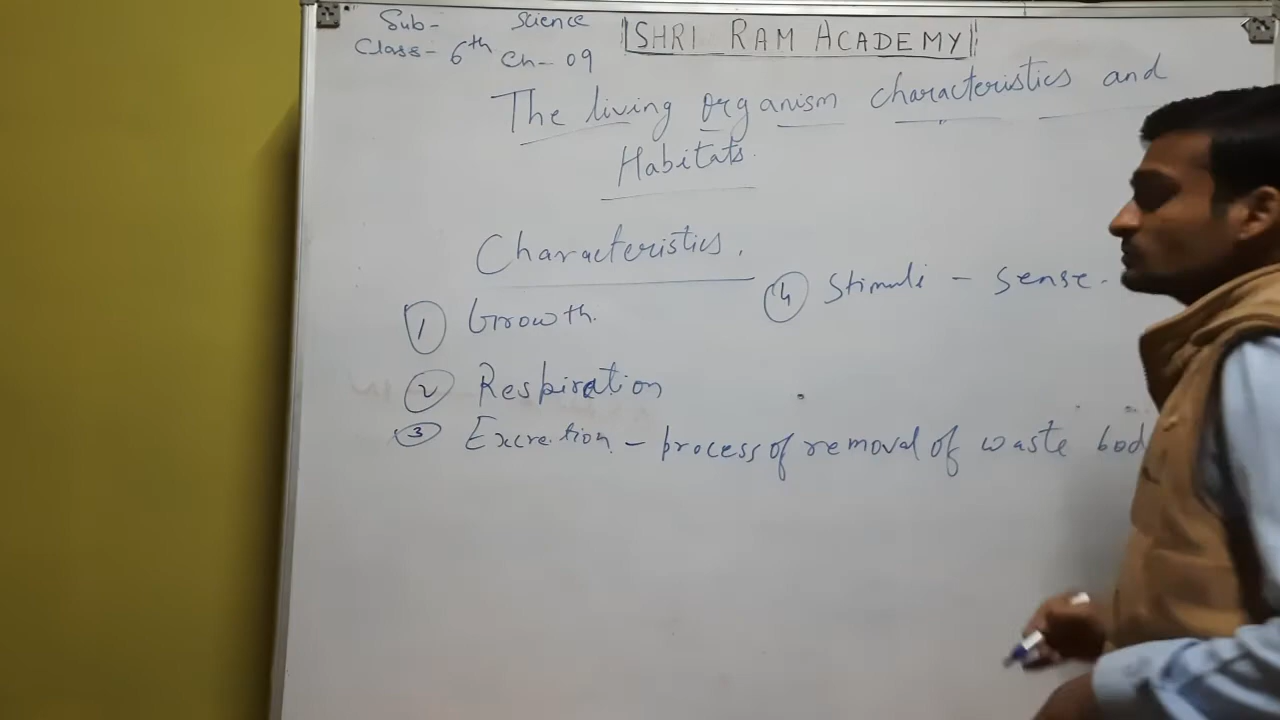 Sub- Science
Class- 6th Ch- 09
SHRI RAM ACADEMY
The living organism characteristics and
Habitats.
Characteristics.
1 Growth.
2 Respiration
3 Excretion - process of removal of waste bod
4 Stimuli - sense.